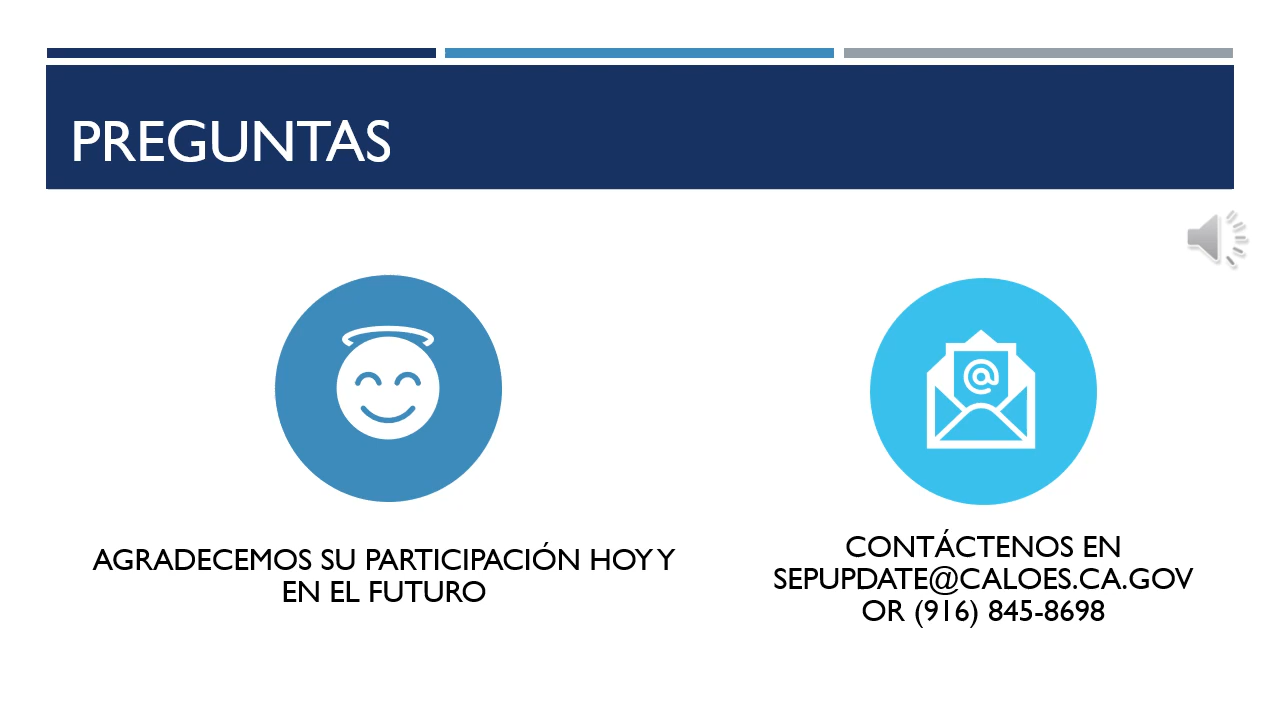 PREGUNTAS
AGRADECEMOS SU PARTICIPACIÓN HOY Y
EN EL FUTURO
CONTÁCTENOS EN
SEPUPDATE@CALOES.CA.GOV
OR (916) 845-8698